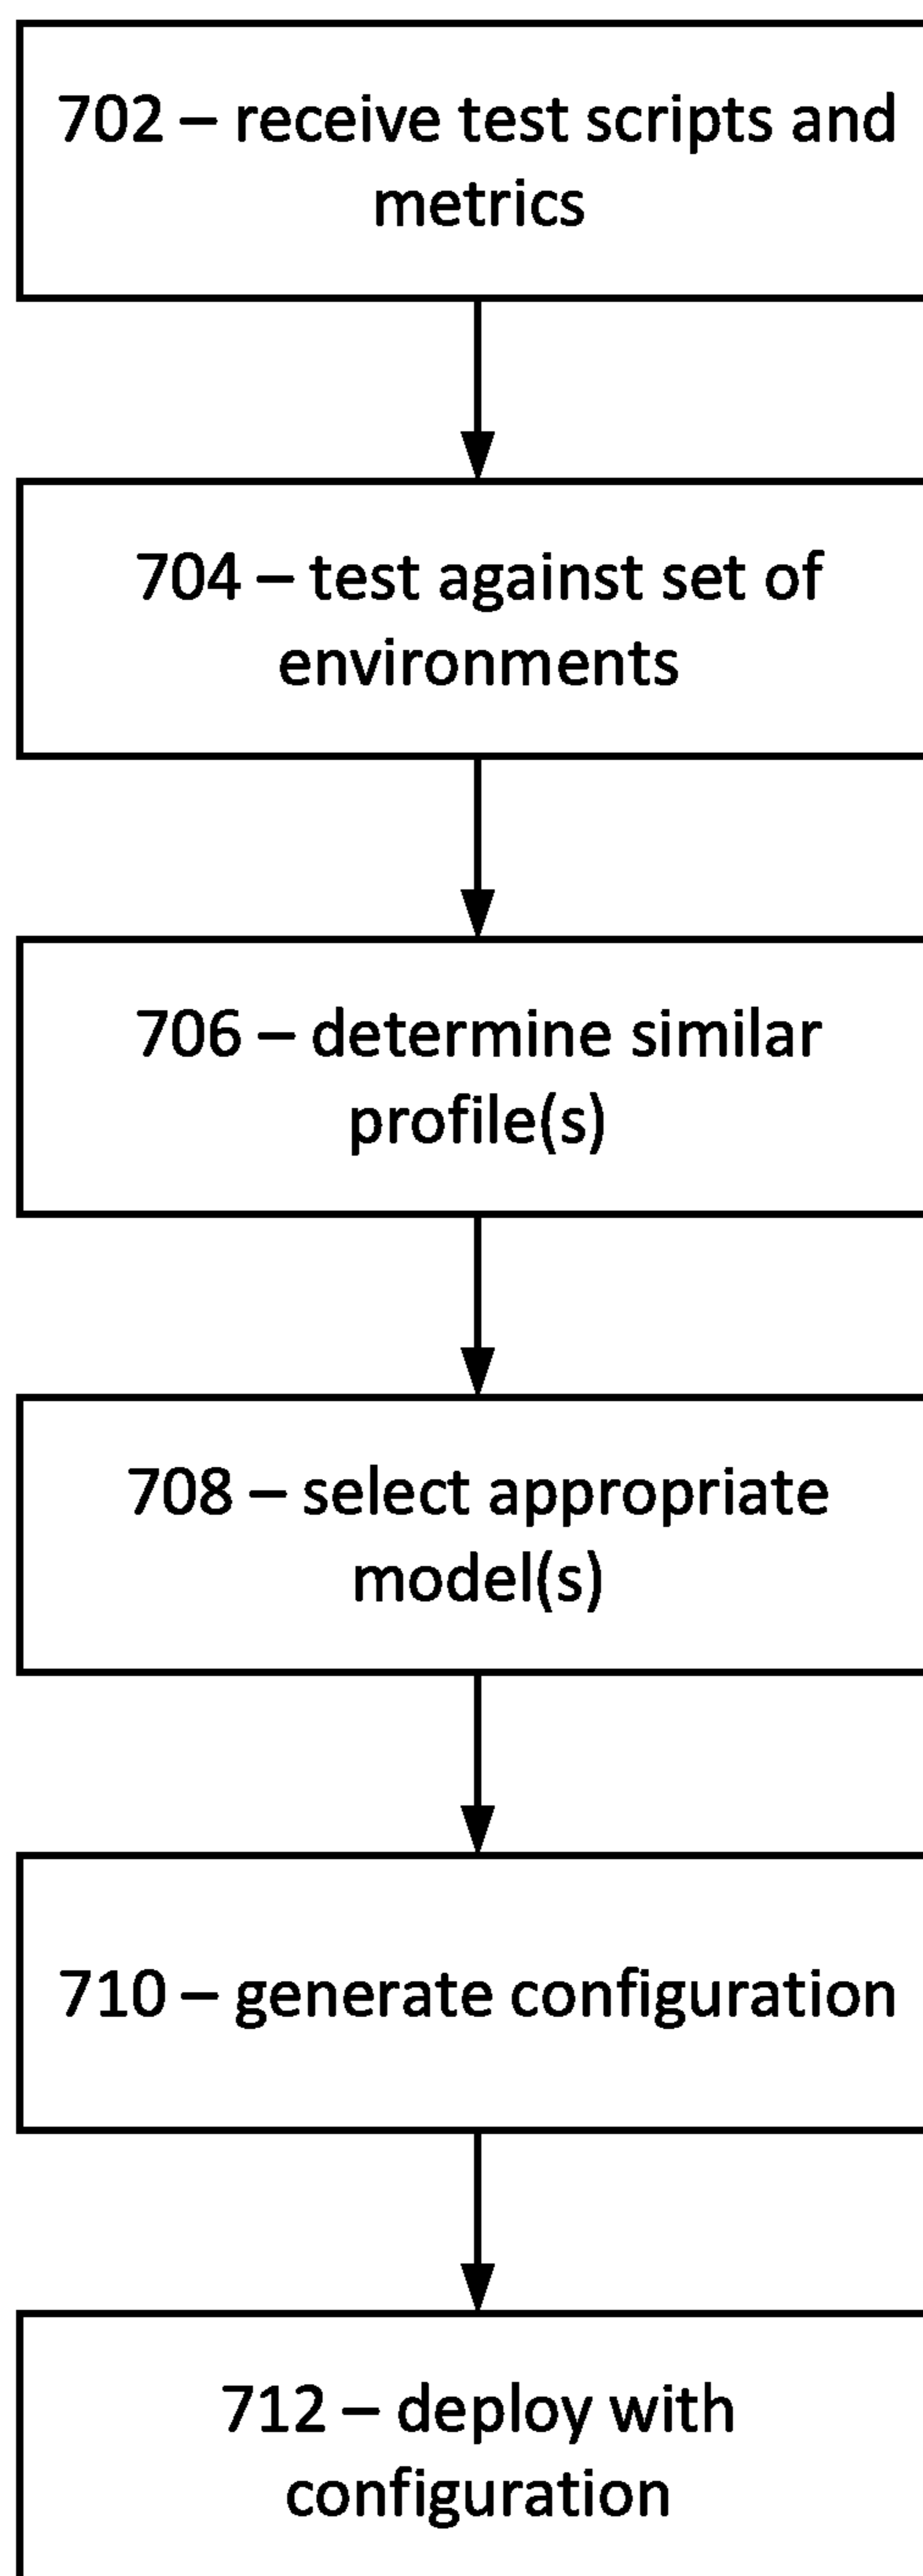 702 – receive test scripts and
metrics
704 – test against set of
environments
706 – determine similar
profile(s)
708 – select appropriate
model(s)
710 – generate configuration
712 – deploy with
configuration